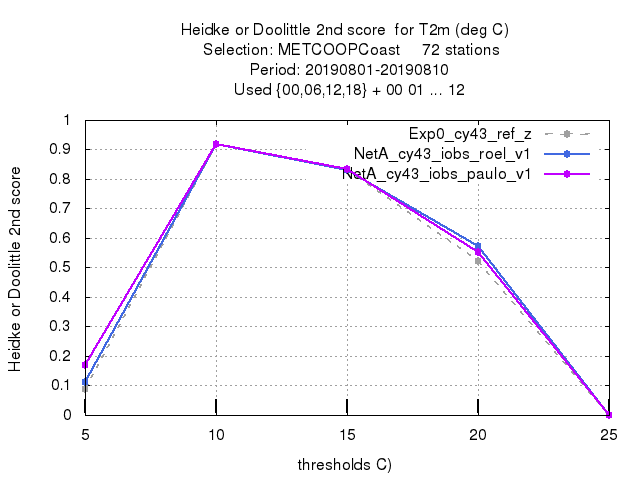 Heidke or Doolittle 2nd score for T2m (deg C)
Selection: METCOOPCoast 72 stations
Period: 20190801-20190810
Used {00,06,12,18} + 00 01 ... 12
Exp0_cy43_ref_z
NetA_cy43_iobs_roel_v1
NetA_cy43_iobs_paulo_v1
Heidke or Doolittle 2nd score
1
0.9
0.8
0.7
0.6
0.5
0.4
0.3
0.2
0.1
0
5 10 15 20 25
thresholds C)